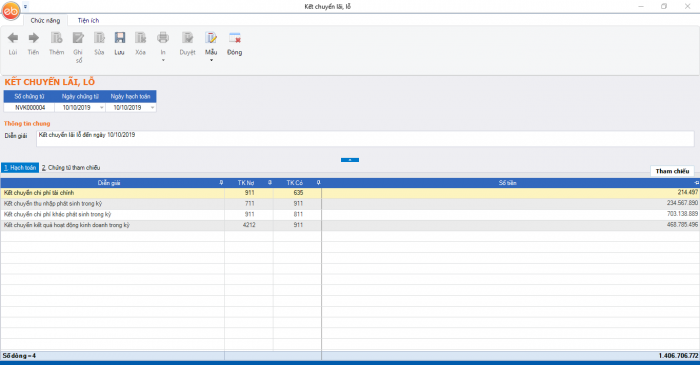 eb
Kết chuyển lãi, lỗ
Chức năng Tiện ích
Lùi Tiến Thêm Ghi sổ Sửa Lưu Xóa In Duyệt Mẫu Đóng
KẾT CHUYỂN LÃI, LỖ
Số chứng từ Ngày chứng từ Ngày hạch toán
NVK000004 10/10/2019 10/10/2019
Thông tin chung
Diễn giải Kết chuyển lãi lỗ đến ngày 10/10/2019
1. Hạch toán 2. Chứng từ tham chiếu
Tham chiếu
Diễn giải TK Nợ TK Có Số tiền
Kết chuyển chi phí tài chính 911 635 214.497
Kết chuyển thu nhập phát sinh trong kỳ 711 911 234.567.890
Kết chuyển chi phí khác phát sinh trong kỳ 911 811 703.138.889
Kết chuyển kết quả hoạt động kinh doanh trong kỳ 4212 911 468.785.496
Số dòng = 4 1.406.706.772